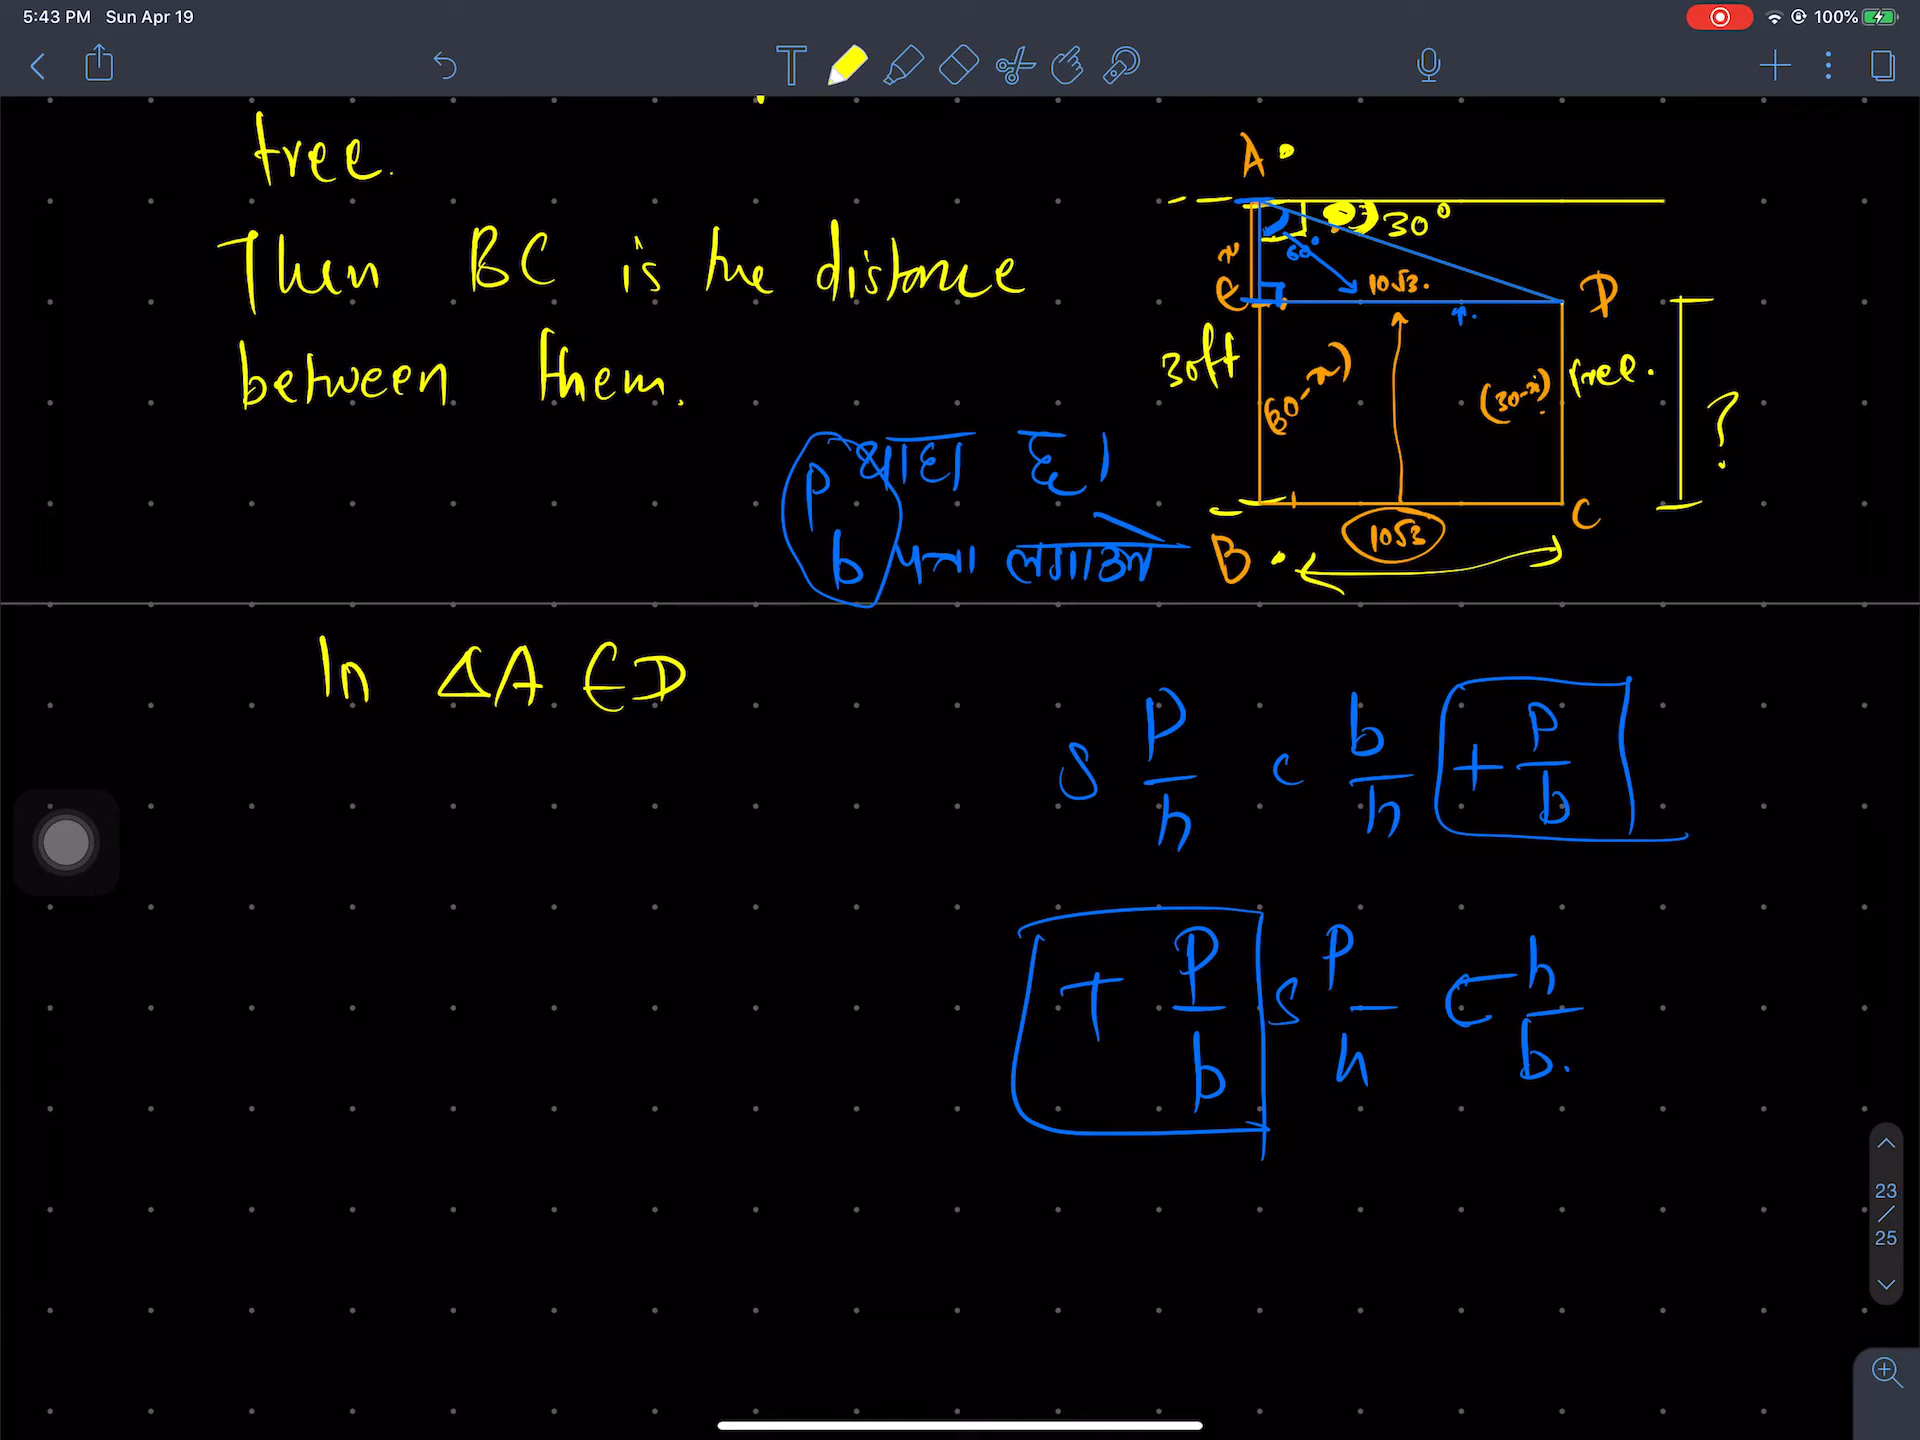 5:43 PM Sun Apr 19
100%
tree.
Then BC is the distance
between them.
A
30°
60°
x
e
10√3.
D
30ft
(30-x)
(30-x)
tree.
?
P थाहा छ।
b पत्ता लगाउन
B
10√3
C
In ΔAED
s P/h c b/h t P/b
T P/b s P/h C h/b.
23
/
25